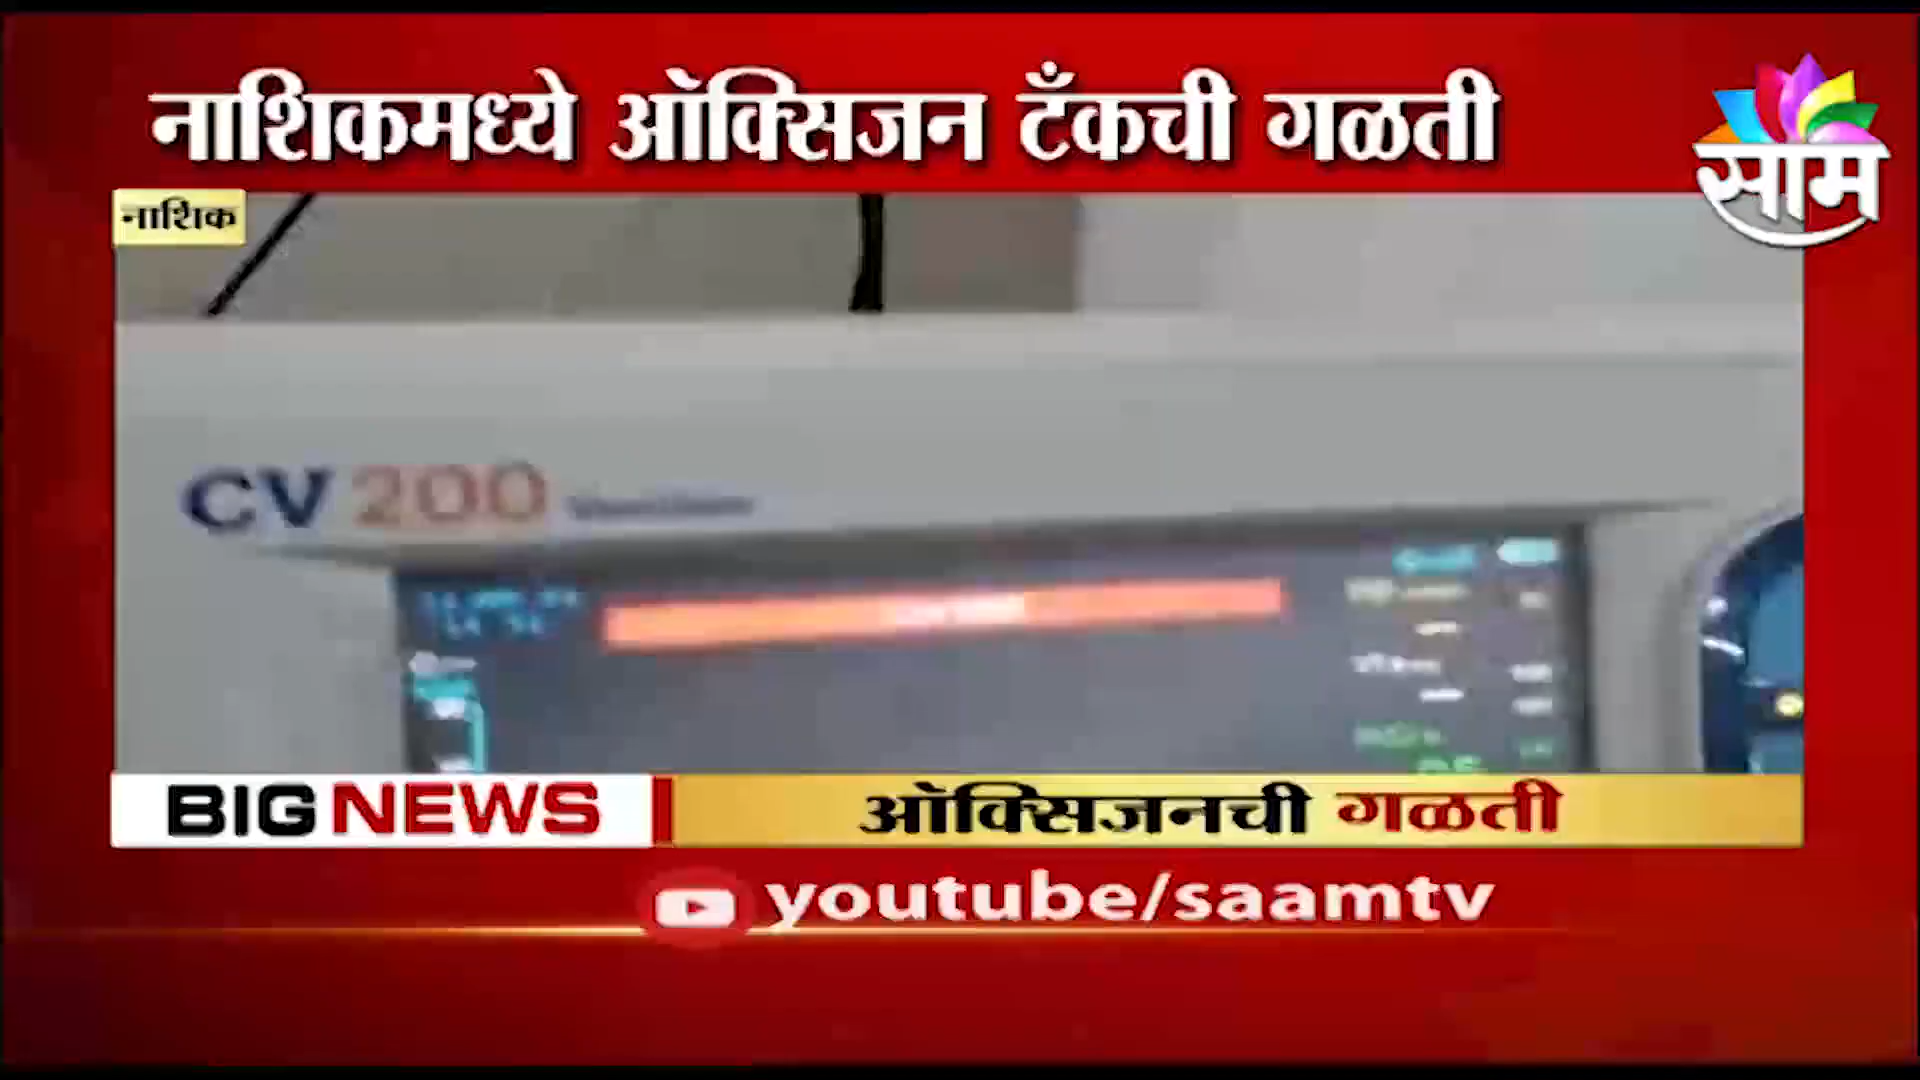 नाशिकमध्ये ऑक्सिजन टँकची गळती
साम
नाशिक
CV 200
BIG NEWS
ऑक्सिजनची गळती
youtube/saamtv